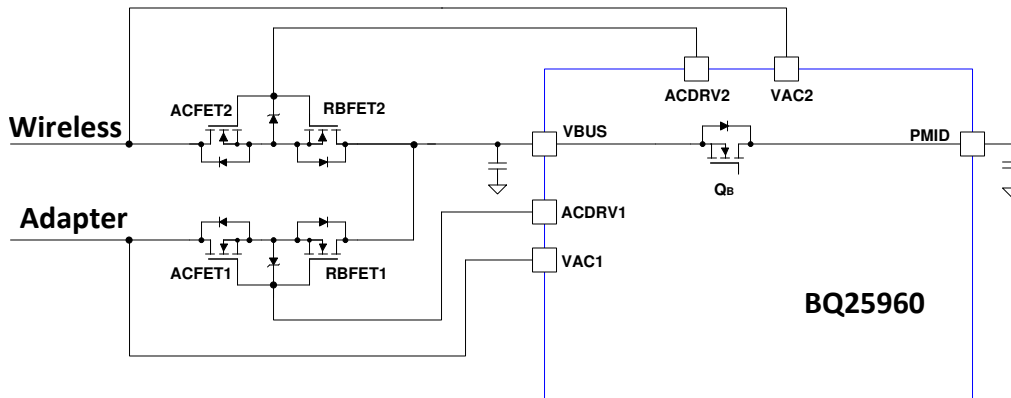 ACDRV2
VAC2
ACFET2
RBFET2
Wireless
VBUS
PMID
QB
ACDRV1
Adapter
ACFET1
RBFET1
VAC1
BQ25960